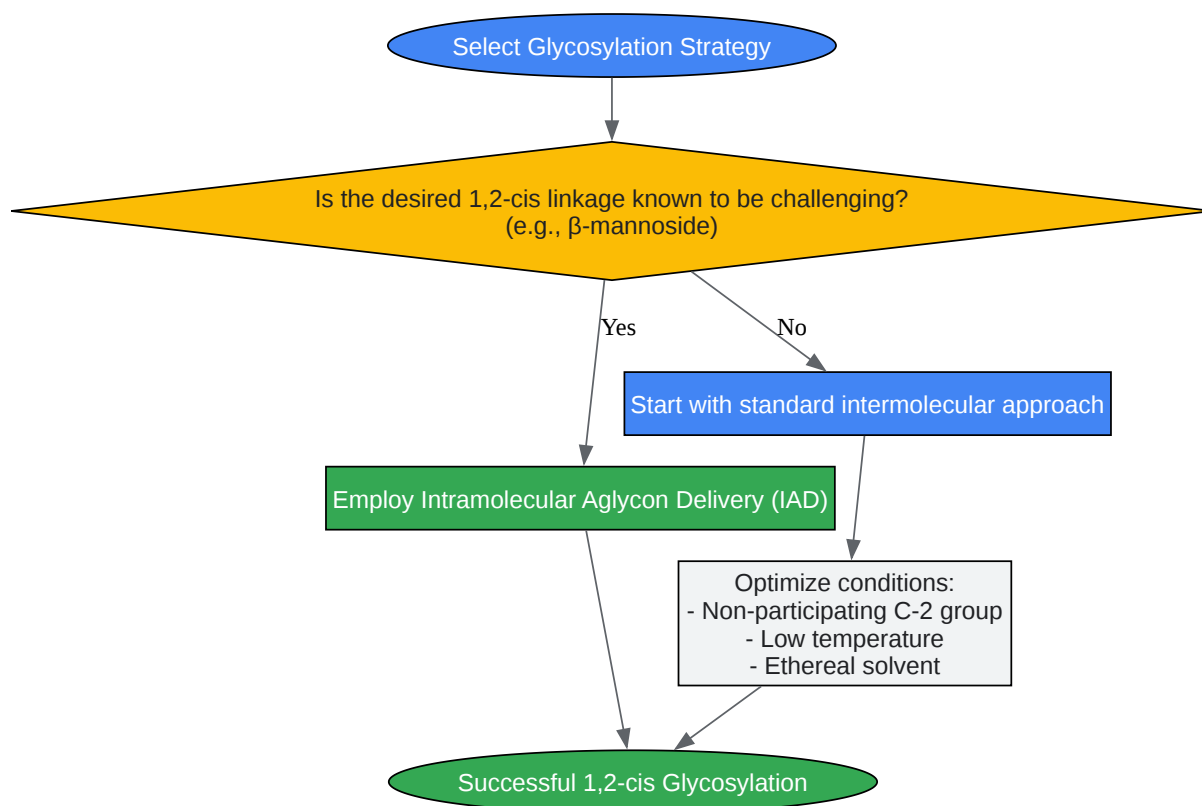 Select Glycosylation Strategy
Is the desired 1,2-cis linkage known to be challenging?
(e.g., β-mannoside)
Yes
No
Start with standard intermolecular approach
Employ Intramolecular Aglycon Delivery (IAD)
Optimize conditions:
- Non-participating C-2 group
- Low temperature
- Ethereal solvent
Successful 1,2-cis Glycosylation